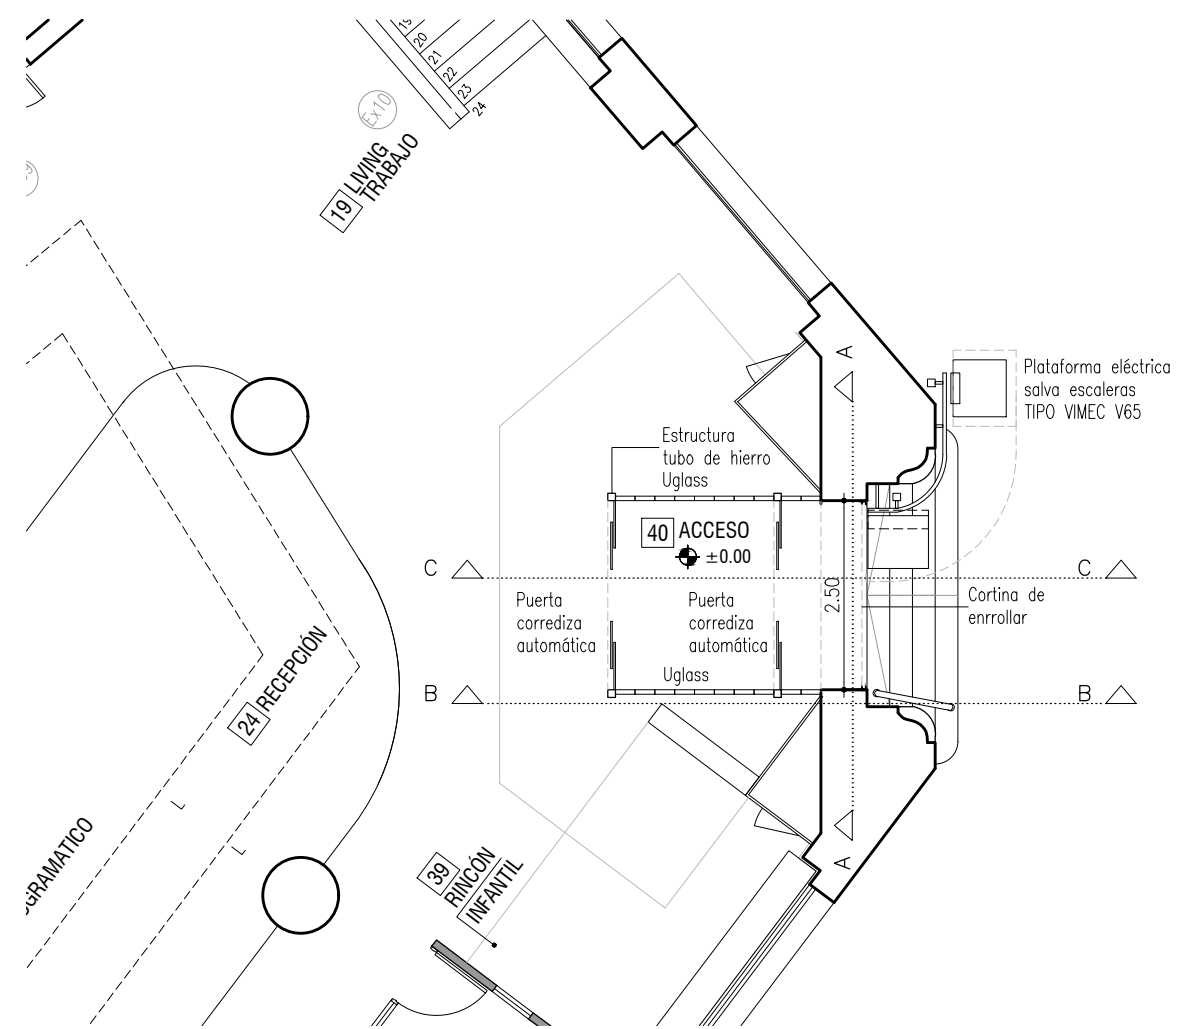 19
20
21
22
23
24
Ex10
19 LIVING
TRABAJO
A
Plataforma eléctrica
salva escaleras
TIPO VIMEC V65
Estructura
tubo de hierro
Uglass
40 ACCESO
±0.00
C
C
2.50
Puerta
corrediza
automática
Puerta
corrediza
automática
Cortina de
enrrollar
Uglass
B
B
24 RECEPCIÓN
A
39 RINCÓN
INFANTIL
OGRAMATICO